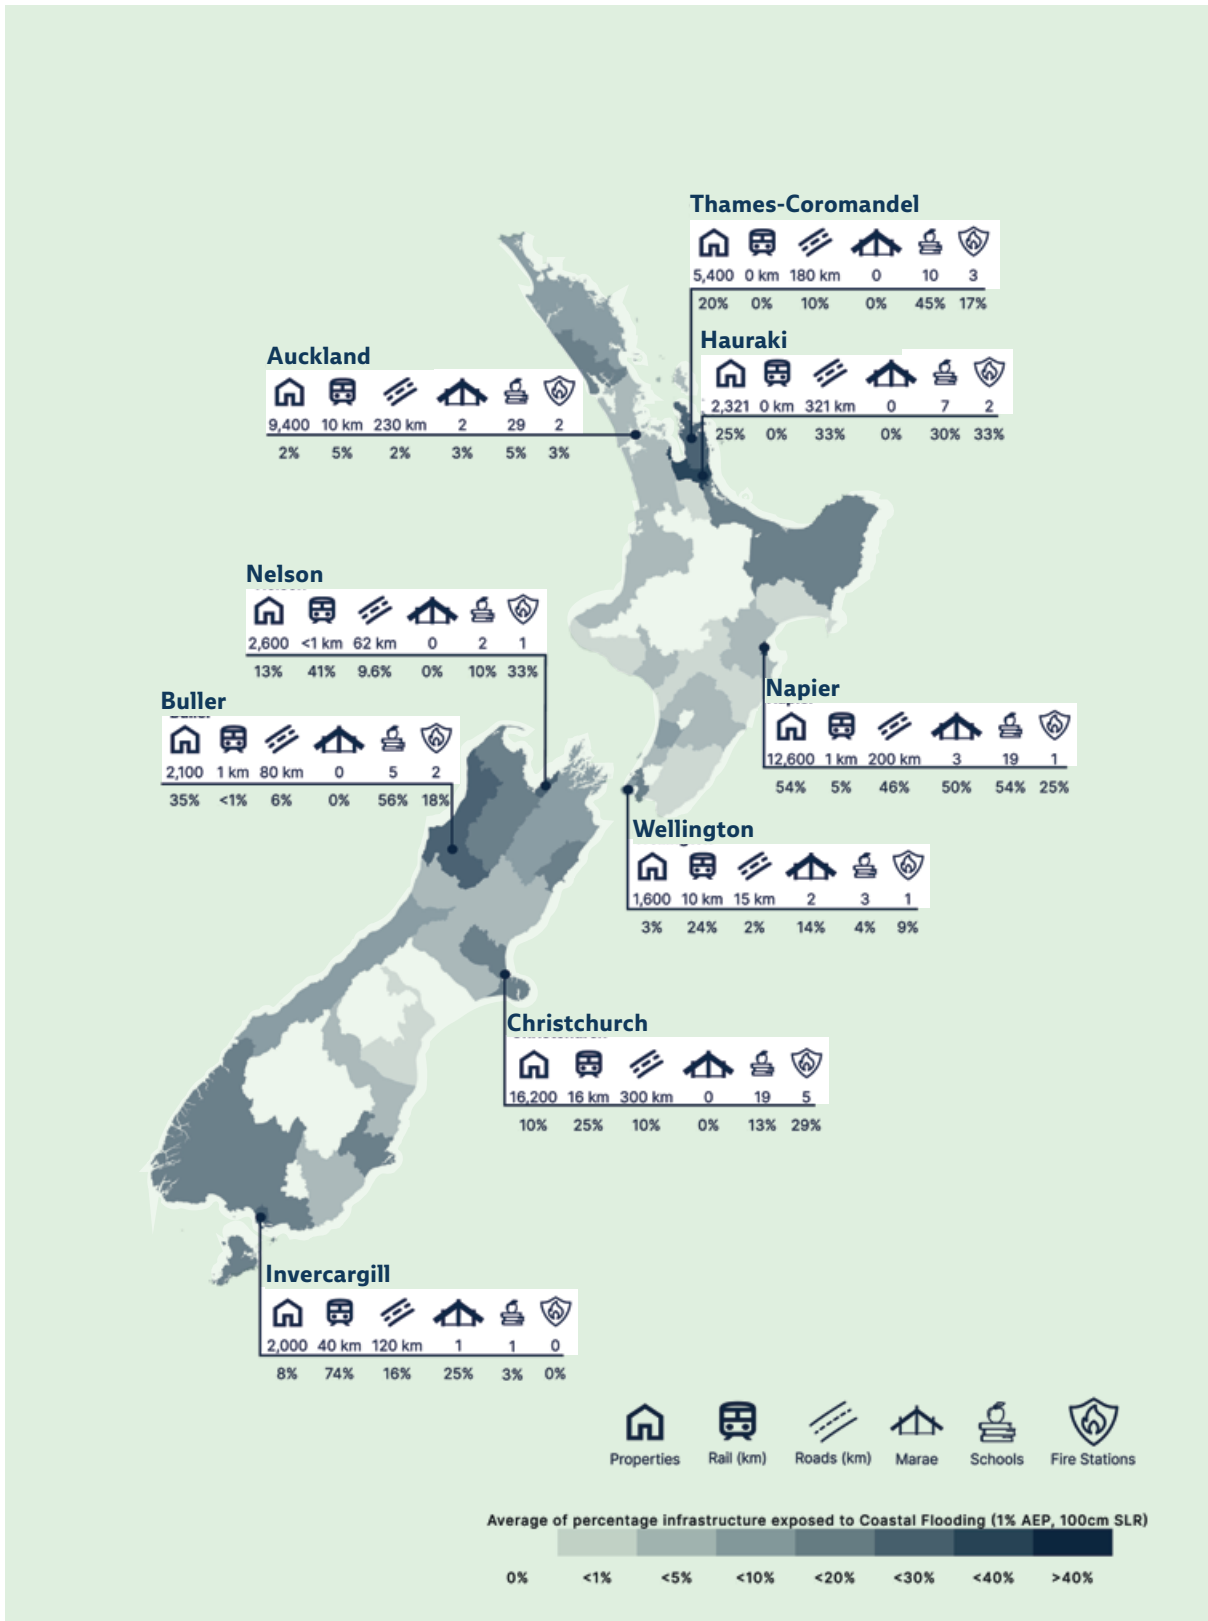 Thames-Coromandel
5,400 0 km 180 km 0 10 3
20% 0% 10% 0% 45% 17%
Hauraki
2,321 0 km 321 km 0 7 2
25% 0% 33% 0% 30% 33%
Auckland
9,400 10 km 230 km 2 29 2
2% 5% 2% 3% 5% 3%
Nelson
2,600 <1 km 62 km 0 2 1
13% 41% 9.6% 0% 10% 33%
Buller
2,100 1 km 80 km 0 5 2
35% <1% 6% 0% 56% 18%
Napier
12,600 1 km 200 km 3 19 1
54% 5% 46% 50% 54% 25%
Wellington
1,600 10 km 15 km 2 3 1
3% 24% 2% 14% 4% 9%
Christchurch
16,200 16 km 300 km 0 19 5
10% 25% 10% 0% 13% 29%
Invercargill
2,000 40 km 120 km 1 1 0
8% 74% 16% 25% 3% 0%
Properties Rail (km) Roads (km) Marae Schools Fire Stations
Average of percentage infrastructure exposed to Coastal Flooding (1% AEP, 100cm SLR)
0% <1% <5% <10% <20% <30% <40% >40%